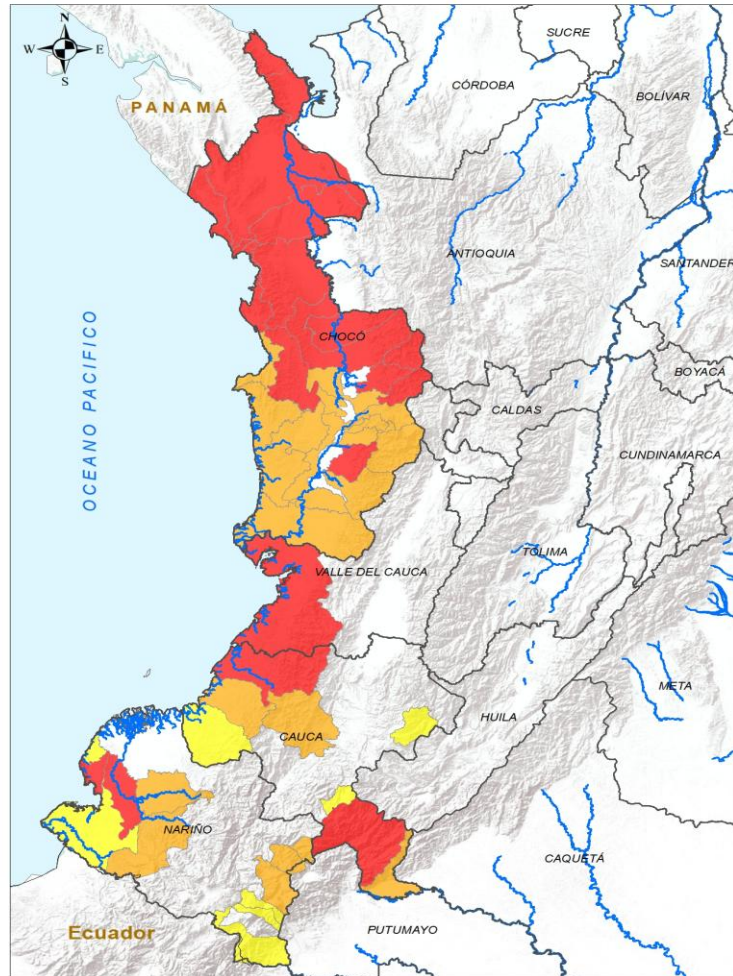 N
W E
S
SUCRE
CÓRDOBA
BOLÍVAR
PANAMÁ
ANTIOQUIA
SANTANDER
OCEANO PACIFICO
CHOCÓ
BOYACÁ
CALDAS
CUNDINAMARCA
TOLIMA
VALLE DEL CAUCA
META
HUILA
CAUCA
NARIÑO
CAQUETÁ
Ecuador
PUTUMAYO